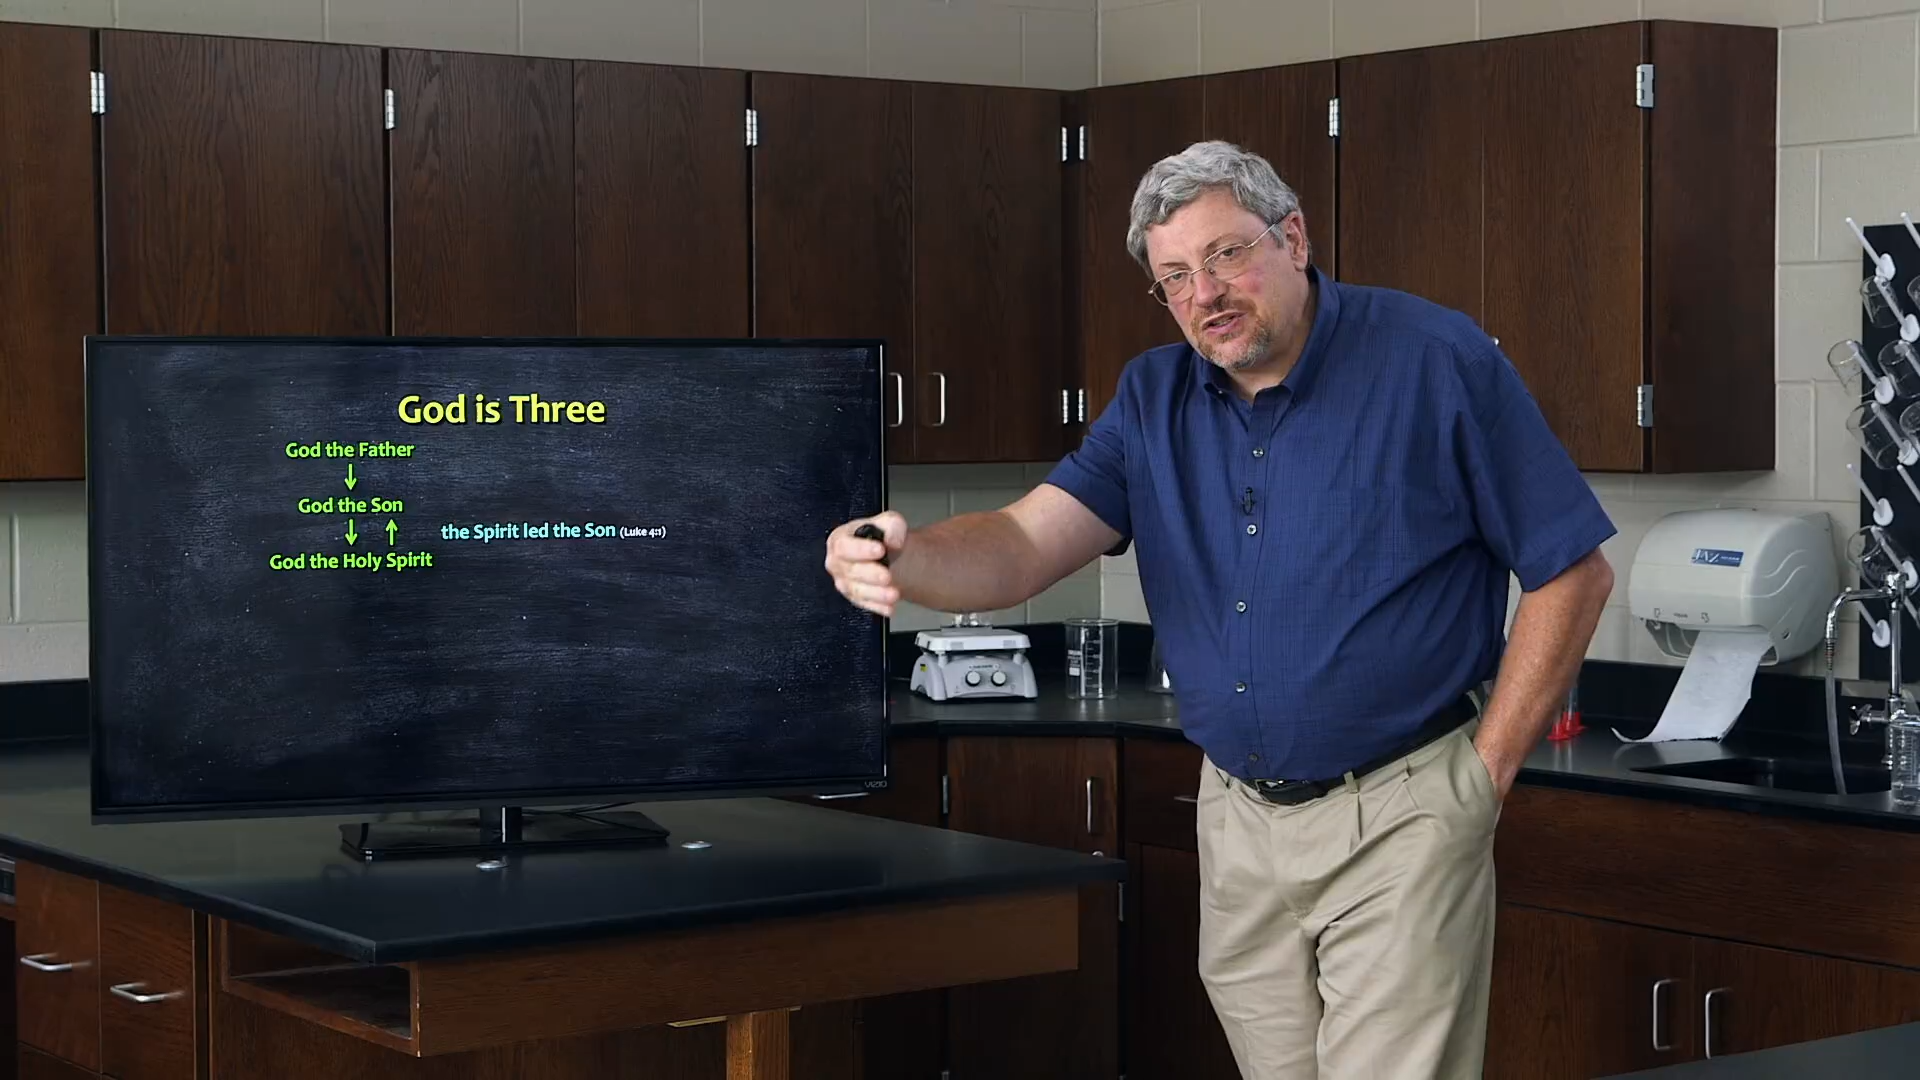 God is Three
God the Father
God the Son
the Spirit led the Son (Luke 4:1)
God the Holy Spirit
VIZIO